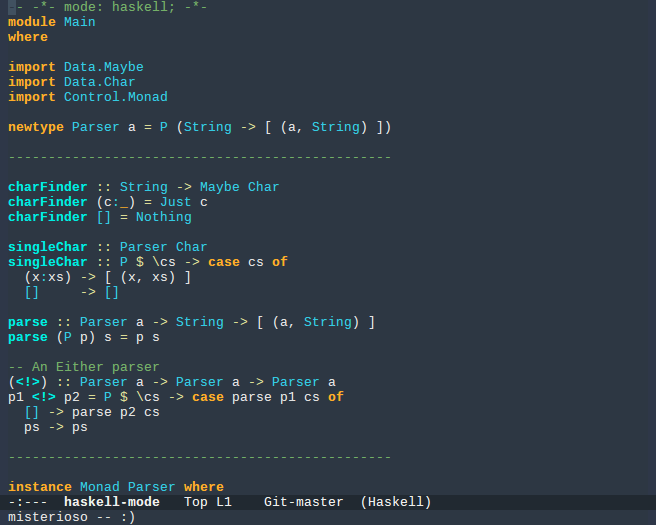 -- -*- mode: haskell; -*-
module Main
where

import Data.Maybe
import Data.Char
import Control.Monad

newtype Parser a = P (String -> [ (a, String) ])

------------------------------------------------

charFinder :: String -> Maybe Char
charFinder (c:_) = Just c
charFinder [] = Nothing

singleChar :: Parser Char
singleChar :: P $ \cs -> case cs of
  (x:xs) -> [ (x, xs) ]
  []     -> []

parse :: Parser a -> String -> [ (a, String) ]
parse (P p) s = p s

-- An Either parser
(<!>) :: Parser a -> Parser a -> Parser a
p1 <!> p2 = P $ \cs -> case parse p1 cs of
  [] -> parse p2 cs
  ps -> ps

------------------------------------------------

instance Monad Parser where
-:---  haskell-mode   Top L1    Git-master  (Haskell)
misterioso -- :)